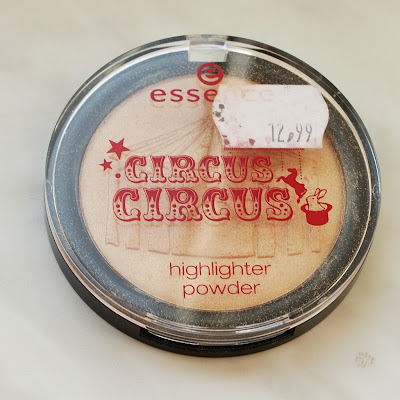 essence
12,99
CIRCUS
CIRCUS
highlighter
powder